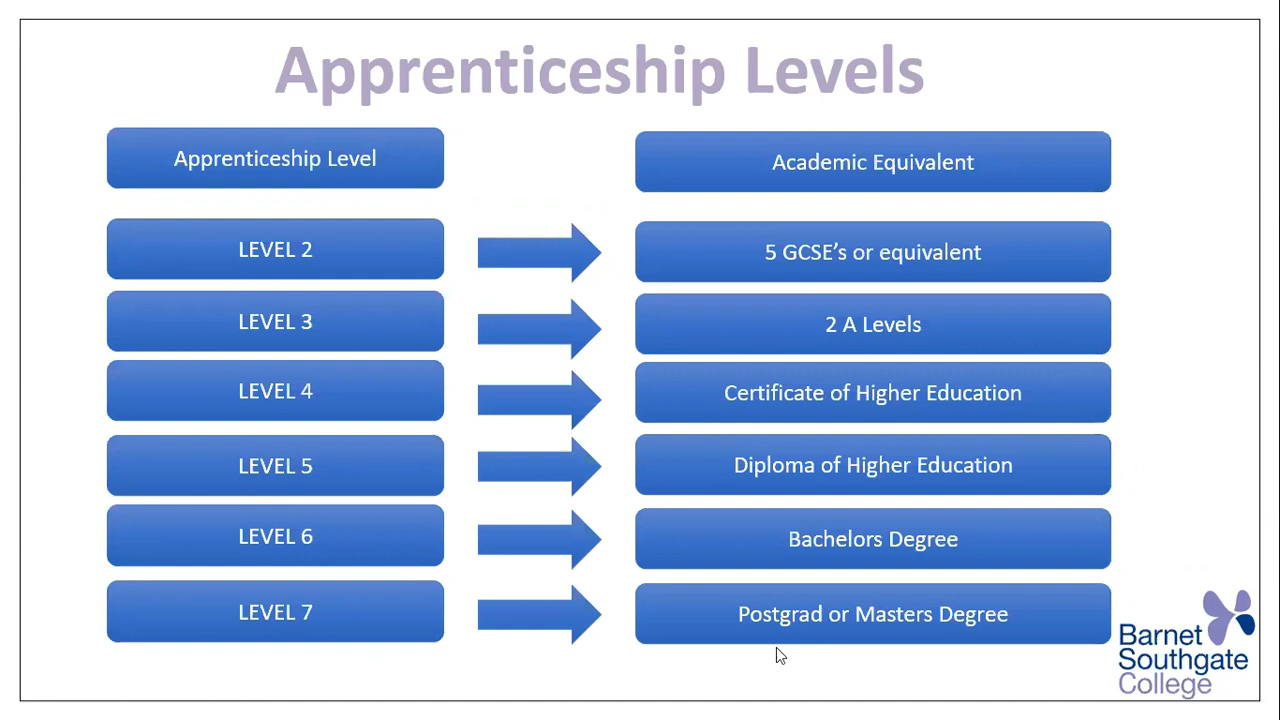 Apprenticeship Levels
Apprenticeship Level
Academic Equivalent
LEVEL 2
5 GCSE’s or equivalent
LEVEL 3
2 A Levels
LEVEL 4
Certificate of Higher Education
LEVEL 5
Diploma of Higher Education
LEVEL 6
Bachelors Degree
LEVEL 7
Postgrad or Masters Degree
Barnet
Southgate
College